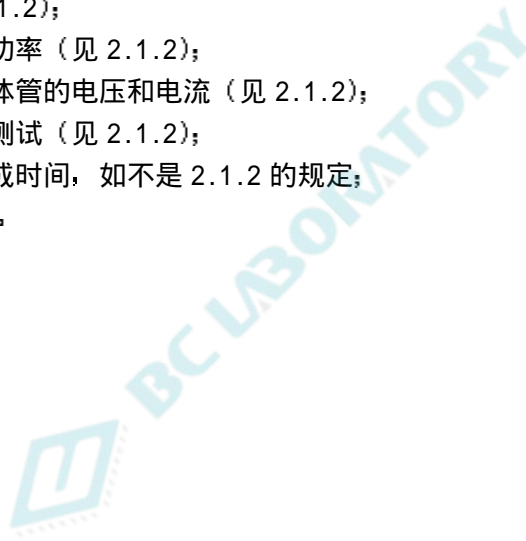 1.2)；
功率（见 2.1.2)；
体管的电压和电流（见 2.1.2)；
测试（见 2.1.2)；
成时间，如不是 2.1.2 的规定；
。
BC LABORATORY